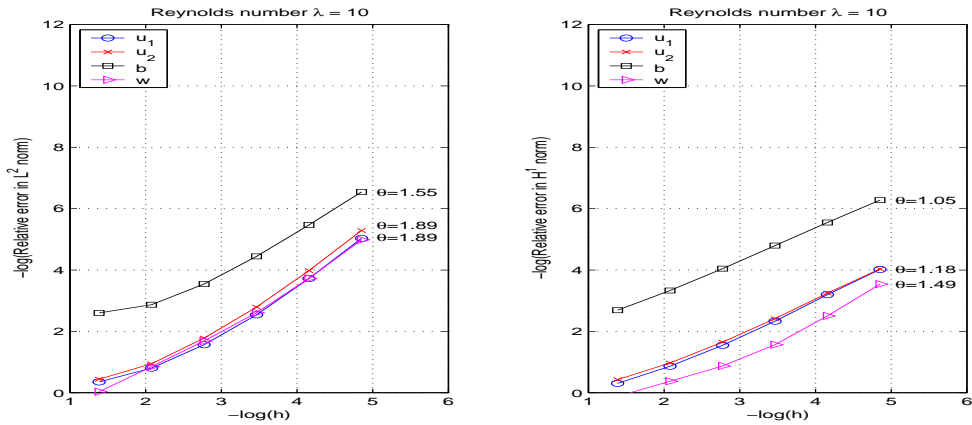 Reynolds number λ = 10
u1
u2
b
w
12
10
8
6
4
2
0
−log(Relative error in L2 norm)
θ=1.55
θ=1.89
θ=1.89
1 2 3 4 5 6
−log(h)
Reynolds number λ = 10
u1
u2
b
w
12
10
8
6
4
2
0
−log(Relative error in H1 norm)
θ=1.05
θ=1.18
θ=1.49
1 2 3 4 5 6
−log(h)